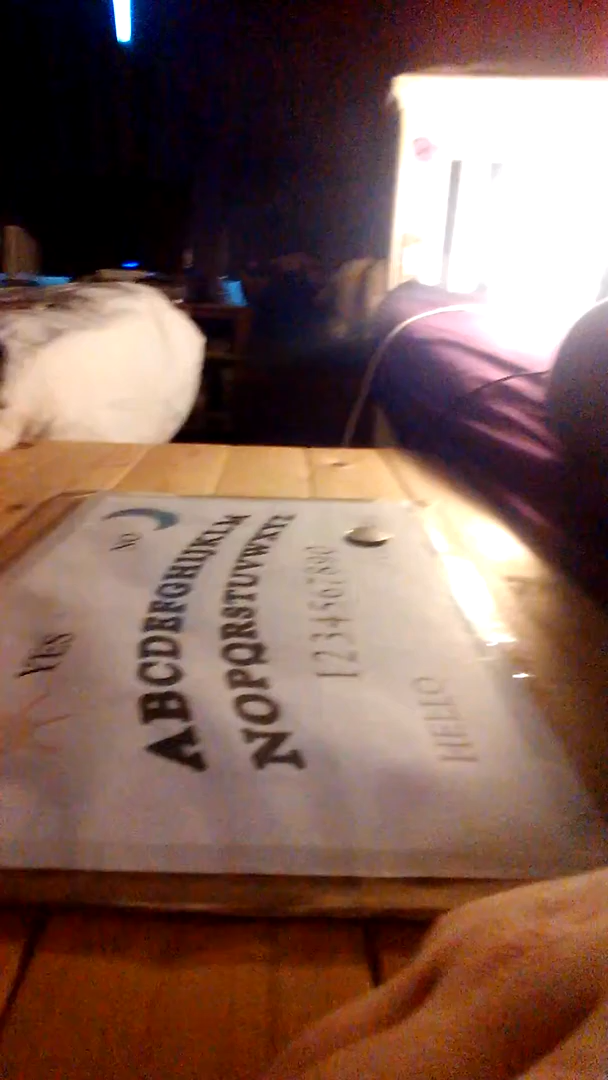 YES NO
ABCDEFGHIJKLM
NOPQRSTUVWXYZ
1234567890
HELLO